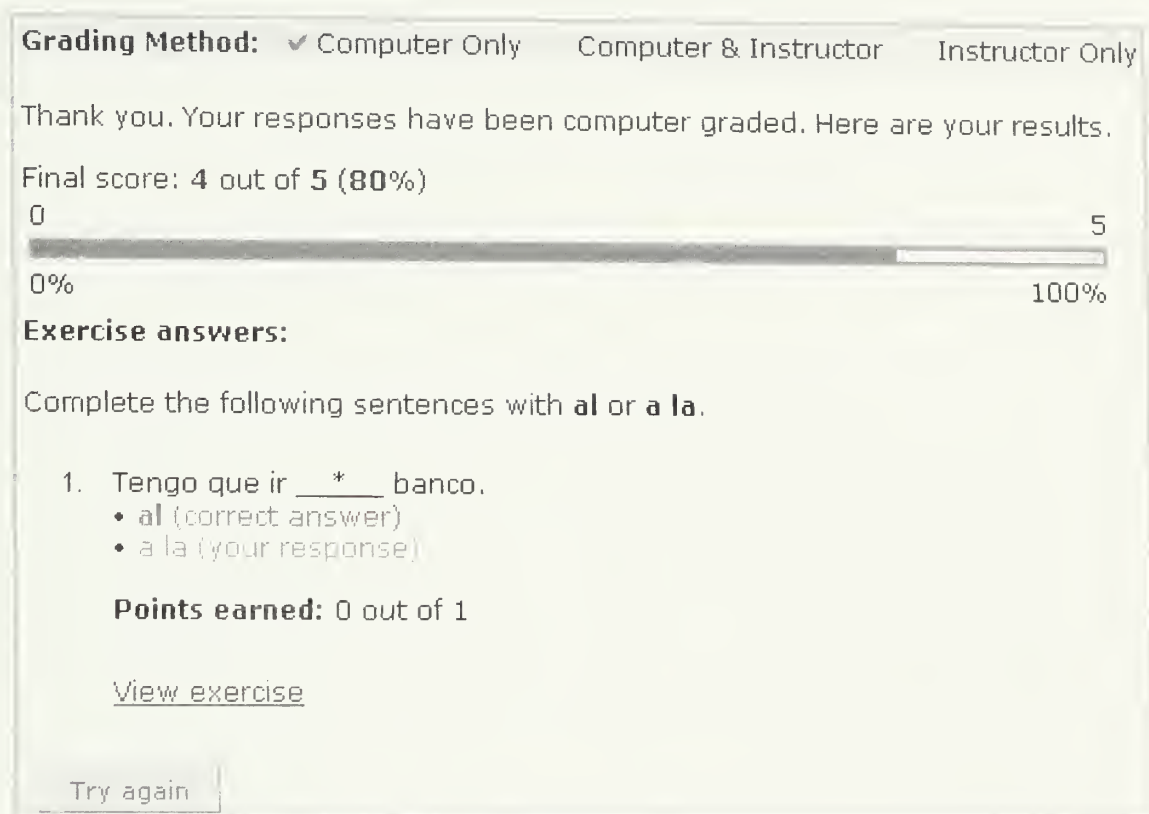 Grading Method: ✔ Computer Only Computer & Instructor Instructor Only
Thank you. Your responses have been computer graded. Here are your results.
Final score: 4 out of 5 (80%)
0 5
0% 100%
Exercise answers:
Complete the following sentences with al or a la.
1. Tengo que ir __*__ banco.
• al (correct answer)
• a la (your response)
Points earned: 0 out of 1
View exercise
Try again